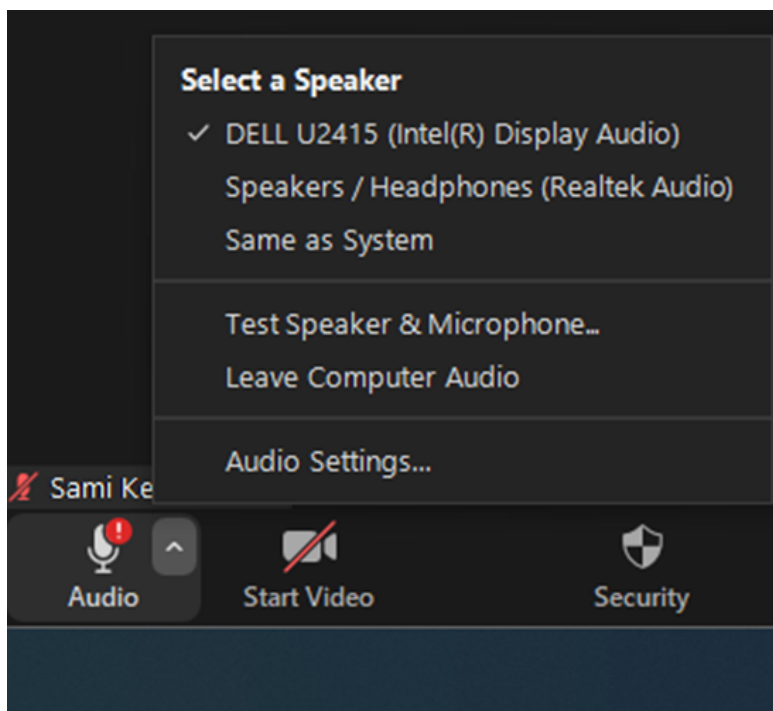 Select a Speaker
DELL U2415 (Intel(R) Display Audio)
Speakers / Headphones (Realtek Audio)
Same as System
Test Speaker & Microphone...
Leave Computer Audio
Audio Settings...
Sami Ke
Audio
Start Video
Security